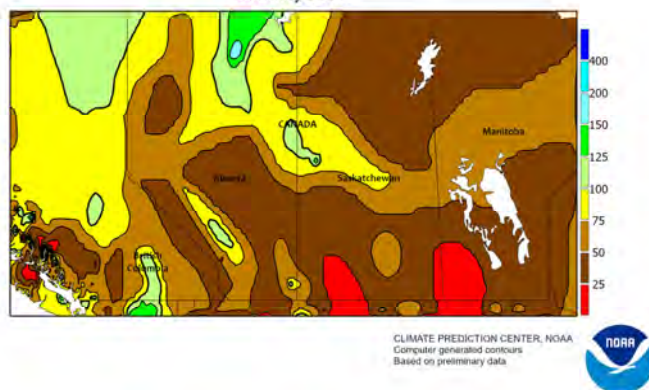 CANADA
Manitoba
Alberta
Saskatchewan
British
Columbia
400
200
150
125
100
75
50
25
CLIMATE PREDICTION CENTER, NOAA
Computer generated contours
Based on preliminary data
NOAA